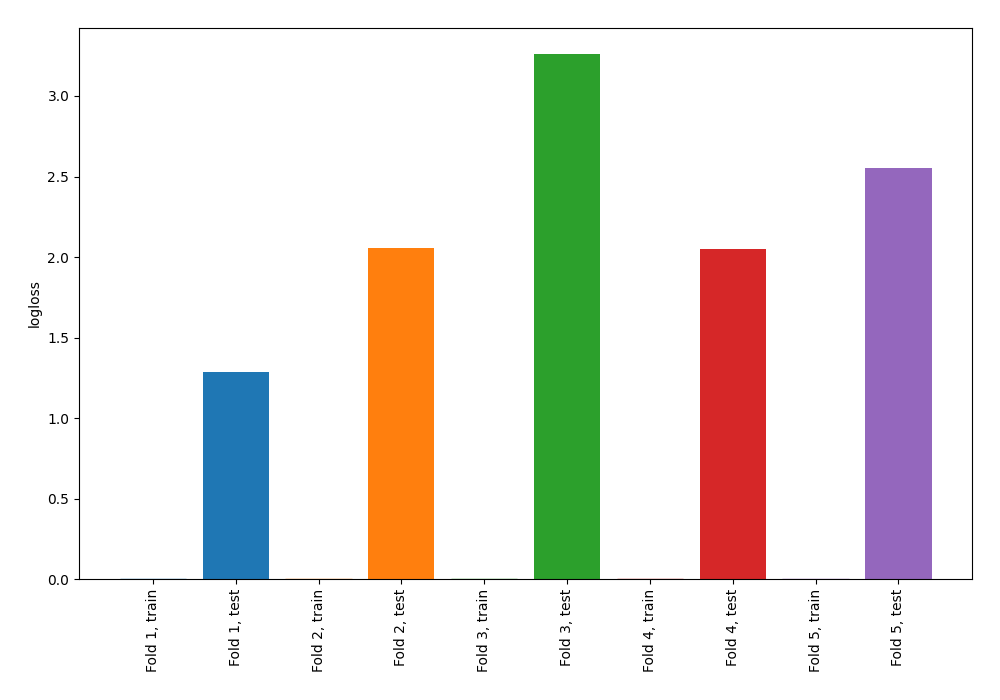 logloss
3.0
2.5
2.0
1.5
1.0
0.5
0.0
Fold 1, train
Fold 1, test
Fold 2, train
Fold 2, test
Fold 3, train
Fold 3, test
Fold 4, train
Fold 4, test
Fold 5, train
Fold 5, test